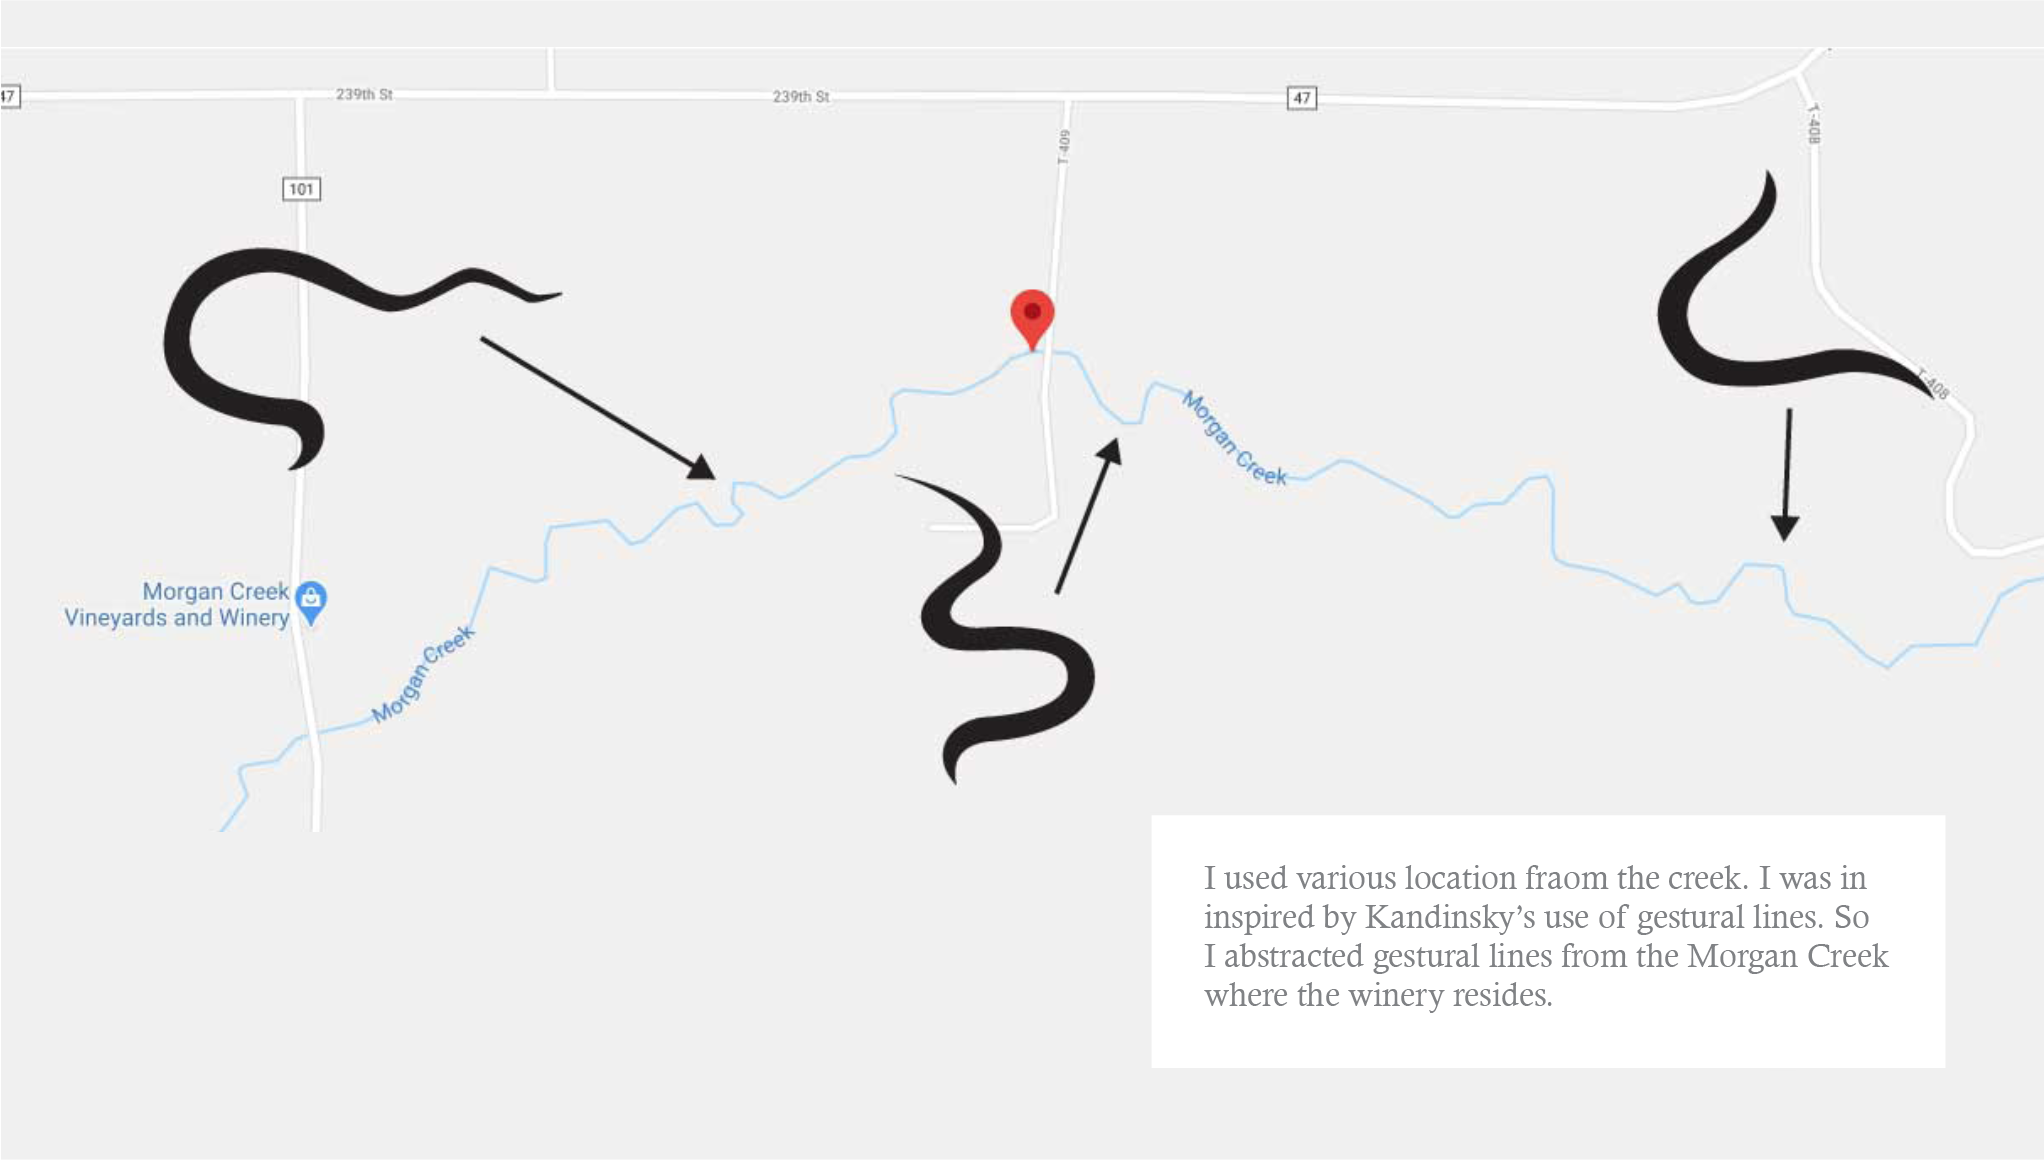 47
239th St
239th St
47
T-409
T-408
101
T-408
Morgan Creek
Morgan Creek
Vineyards and Winery
Morgan Creek
I used various location fraom the creek. I was in
inspired by Kandinsky’s use of gestural lines. So
I abstracted gestural lines from the Morgan Creek
where the winery resides.